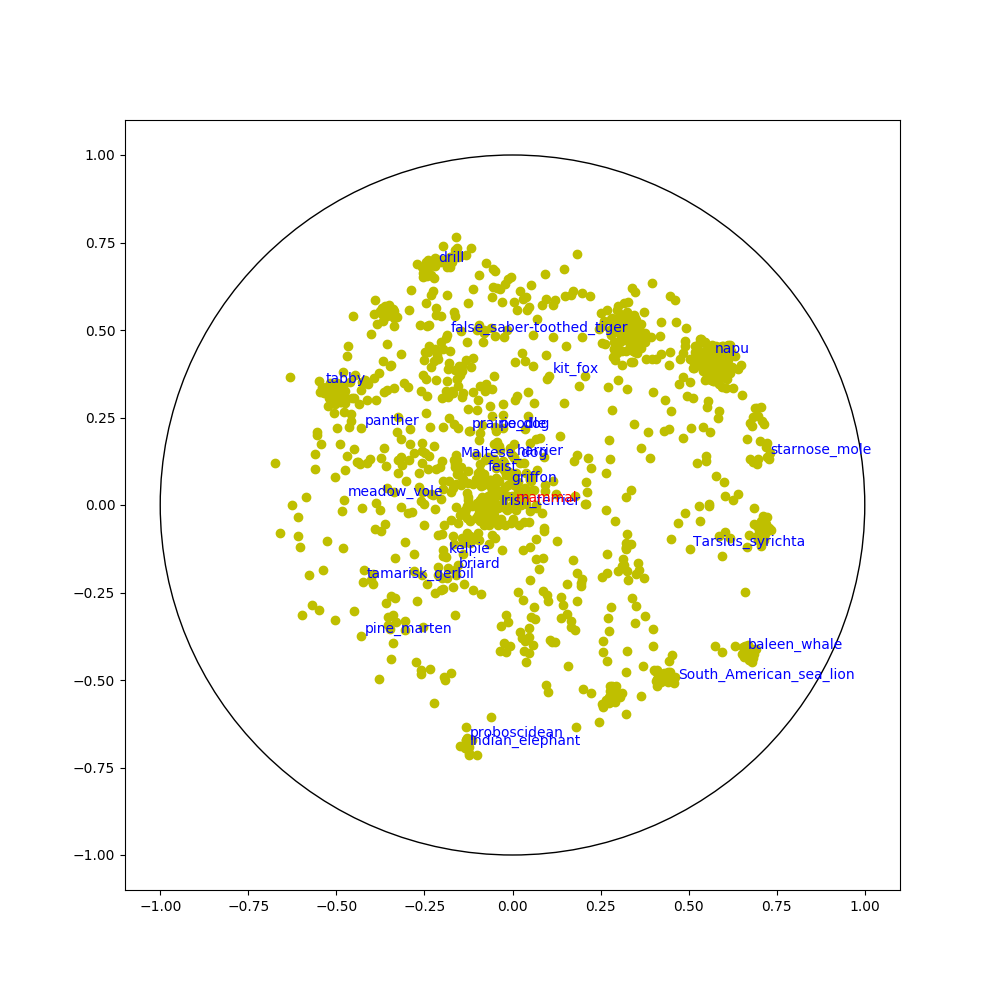 1.00
0.75
drill
0.50
false_saber-toothed_tiger
napu
kit_fox
tabby
0.25
panther
prairie_dog
poodle
starnose_mole
Maltese_dog
harrier
feist
griffon
meadow_vole
mammal
0.00
Irish_terrier
Tarsius_syrichta
kelpie
briard
tamarisk_gerbil
−0.25
pine_marten
baleen_whale
South_American_sea_lion
−0.50
proboscidean
Indian_elephant
−0.75
−1.00
−1.00 −0.75 −0.50 −0.25 0.00 0.25 0.50 0.75 1.00